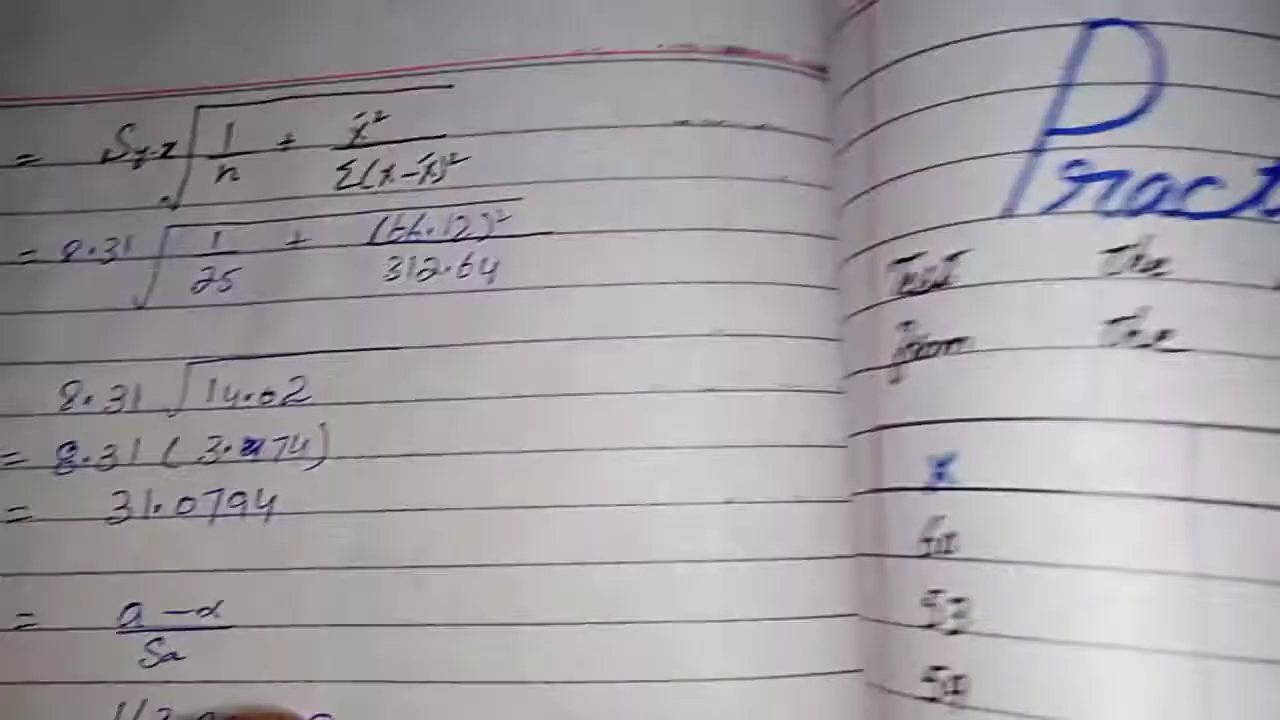 = Sy.x √ 1/n + x̄² / Σ(x-x̄)²
= 8.31 √ 1/25 + (66.12)² / 312.64
8.31 √14.02
= 8.31 (3.74)
= 31.0794
= a-α / Sa
Pract
Test the
from the
x